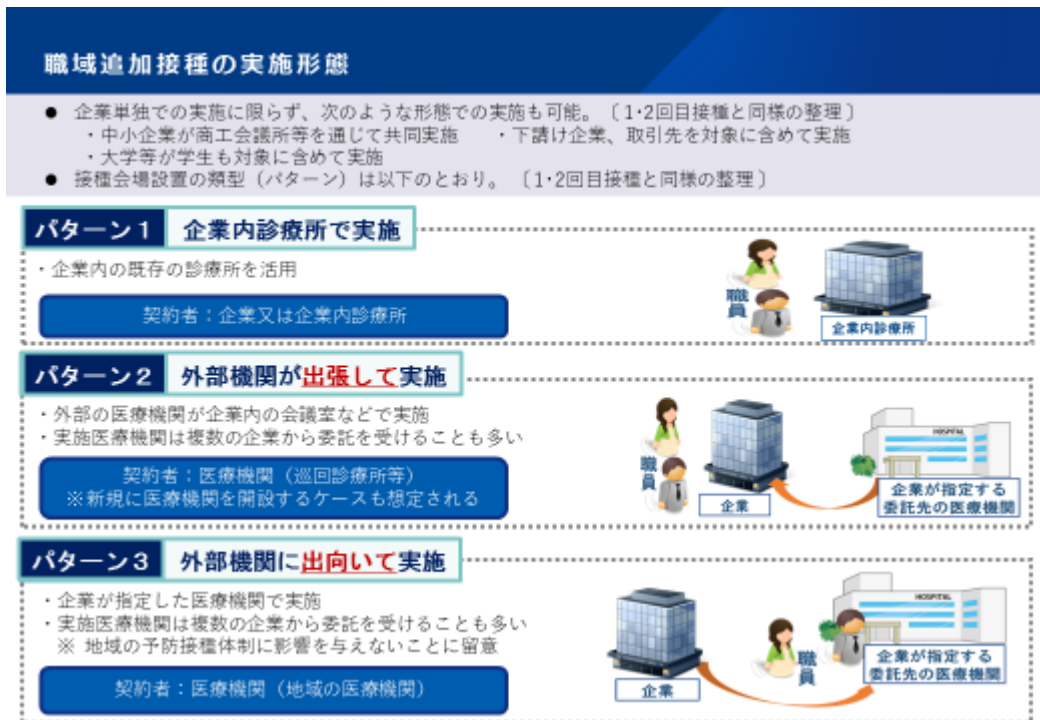 職域追加接種の実施形態
● 企業単独での実施に限らず、次のような形態での実施も可能。〔1・2回目接種と同様の整理〕
・中小企業が商工会議所等を通じて共同実施 ・下請け企業、取引先を対象に含めて実施
・大学等が学生も対象に含めて実施
● 接種会場設置の類型（パターン）は以下のとおり。〔1・2回目接種と同様の整理〕
パターン1 企業内診療所で実施
・企業内の既存の診療所を活用
契約者：企業又は企業内診療所
職員
企業内診療所
パターン2 外部機関が出張して実施
・外部の医療機関が企業内の会議室などで実施
・実施医療機関は複数の企業から委託を受けることも多い
契約者：医療機関（巡回診療所等）
※新規に医療機関を開設するケースも想定される
職員
企業
HOSPITAL
企業が指定する
委託先の医療機関
パターン3 外部機関に出向いて実施
・企業が指定した医療機関で実施
・実施医療機関は複数の企業から委託を受けることも多い
※ 地域の予防接種体制に影響を与えないことに留意
契約者：医療機関（地域の医療機関）
企業
職員
HOSPITAL
企業が指定する
委託先の医療機関